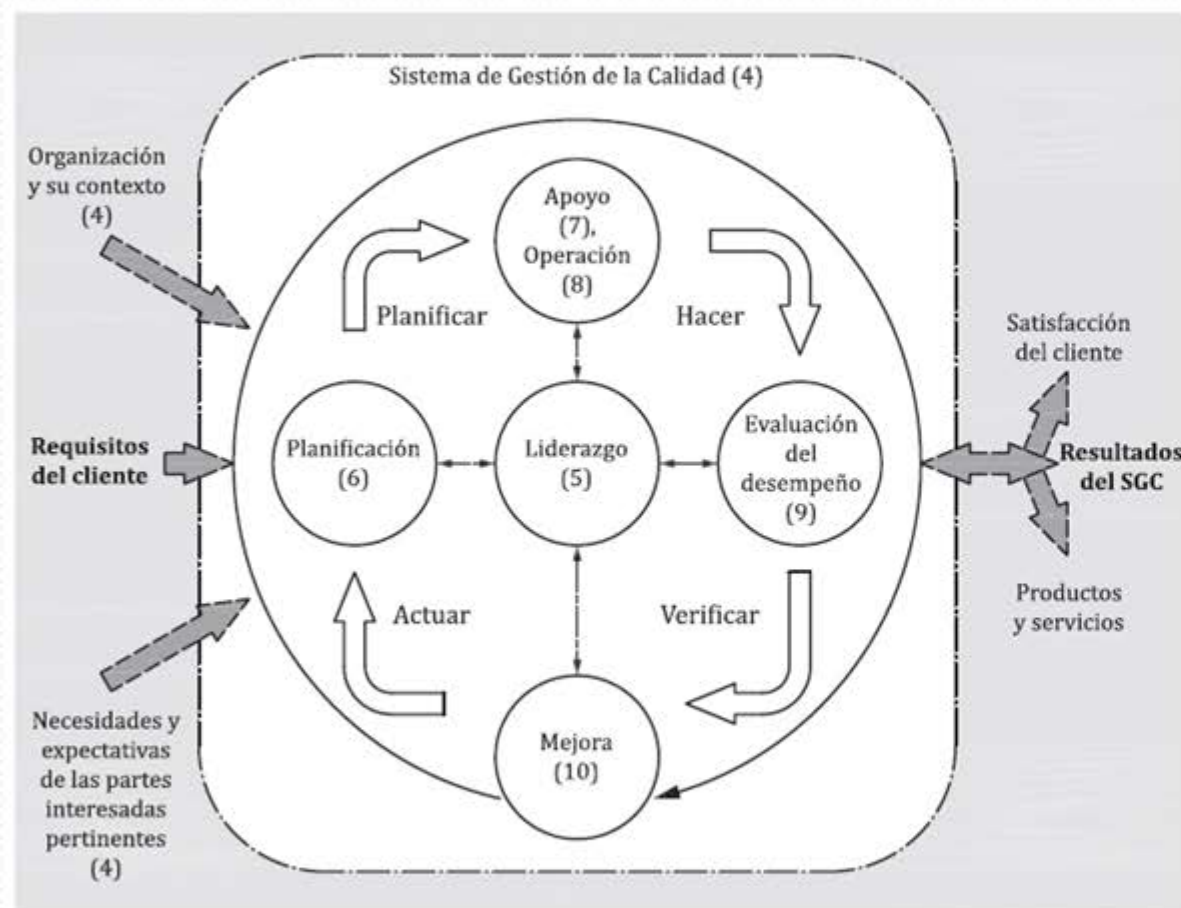 Sistema de Gestión de la Calidad (4)
Organización
y su contexto
(4)
Apoyo
(7),
Operación
(8)
Planificar
Hacer
Satisfacción
del cliente
Requisitos
del cliente
Planificación
(6)
Liderazgo
(5)
Evaluación
del
desempeño
(9)
Resultados
del SGC
Actuar
Verificar
Productos
y servicios
Necesidades y
expectativas
de las partes
interesadas
pertinentes
(4)
Mejora
(10)